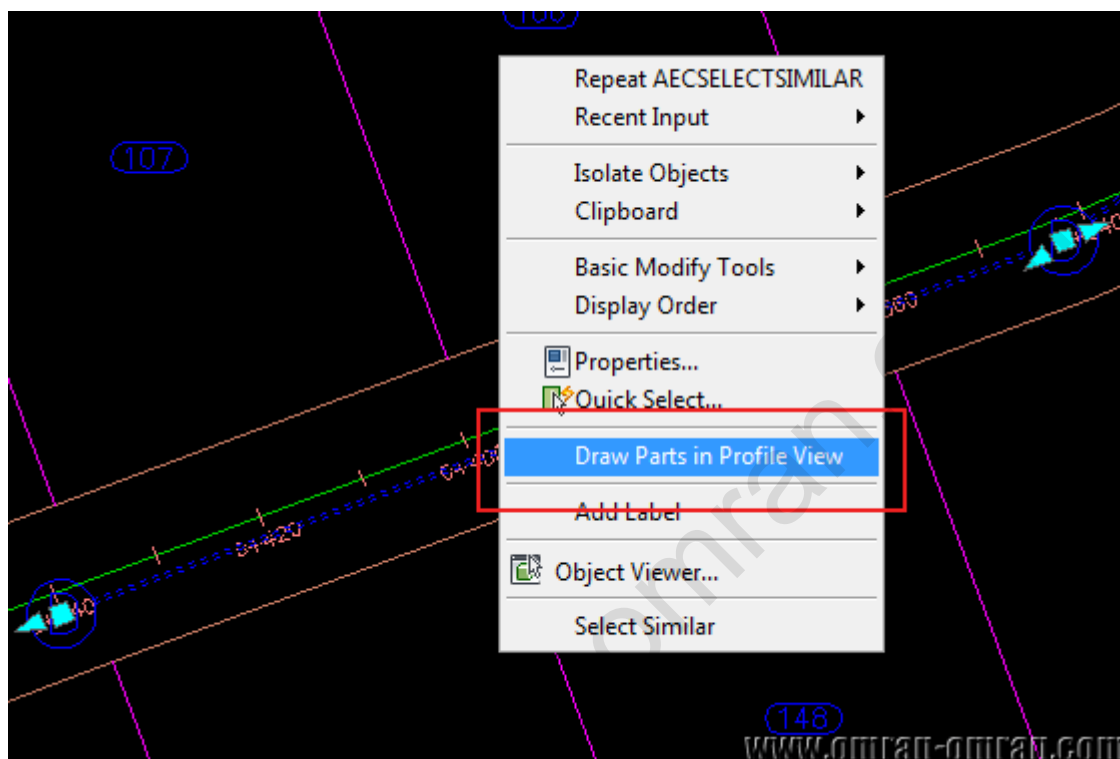 106
Repeat AECSELECTSIMILAR
Recent Input
107
Isolate Objects
Clipboard
Basic Modify Tools
Display Order
Properties...
Quick Select...
Draw Parts in Profile View
Add Label
Object Viewer...
Select Similar
148
omran
www.omran-omran.com